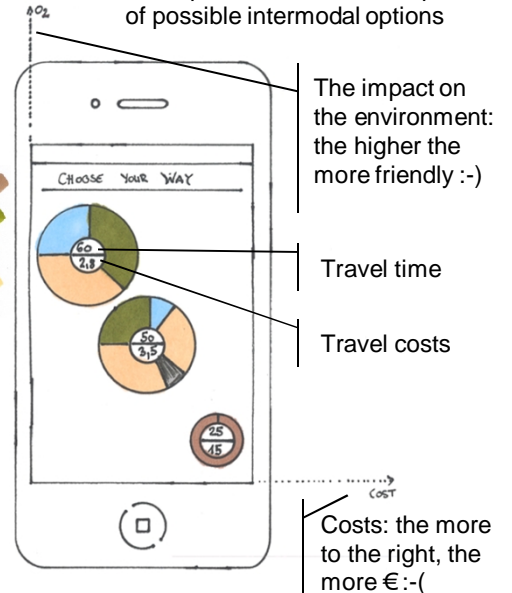 of possible intermodal options
CO2
The impact on
the environment:
the higher the
more friendly :-)
CHOOSE YOUR WAY
60
2,8
Travel time
50
3,5
Travel costs
25
15
COST
Costs: the more
to the right, the
more € :-(